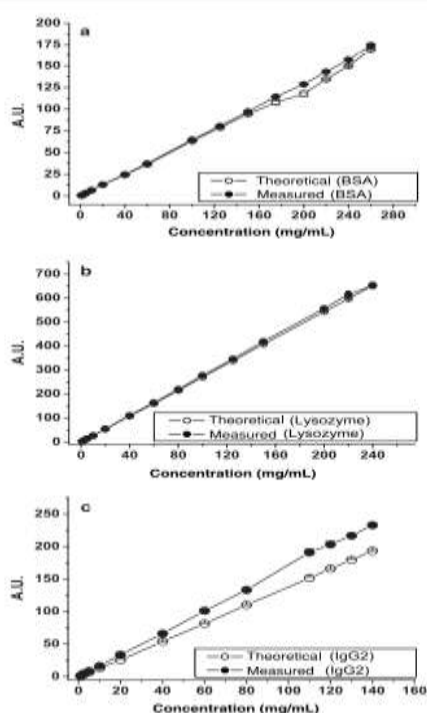 a
200
175
150
125
100
75
50
25
0
A.U.
Theoretical (BSA)
Measured (BSA)
0 40 80 120 160 200 240 280
Concentration (mg/mL)
b
700
600
500
400
300
200
100
0
A.U.
Theoretical (Lysozyme)
Measured (Lysozyme)
0 40 80 120 160 200 240
Concentration (mg/mL)
c
250
200
150
100
50
0
A.U.
Theoretical (IgG2)
Measured (IgG2)
0 20 40 60 80 100 120 140 160
Concentration (mg/mL)